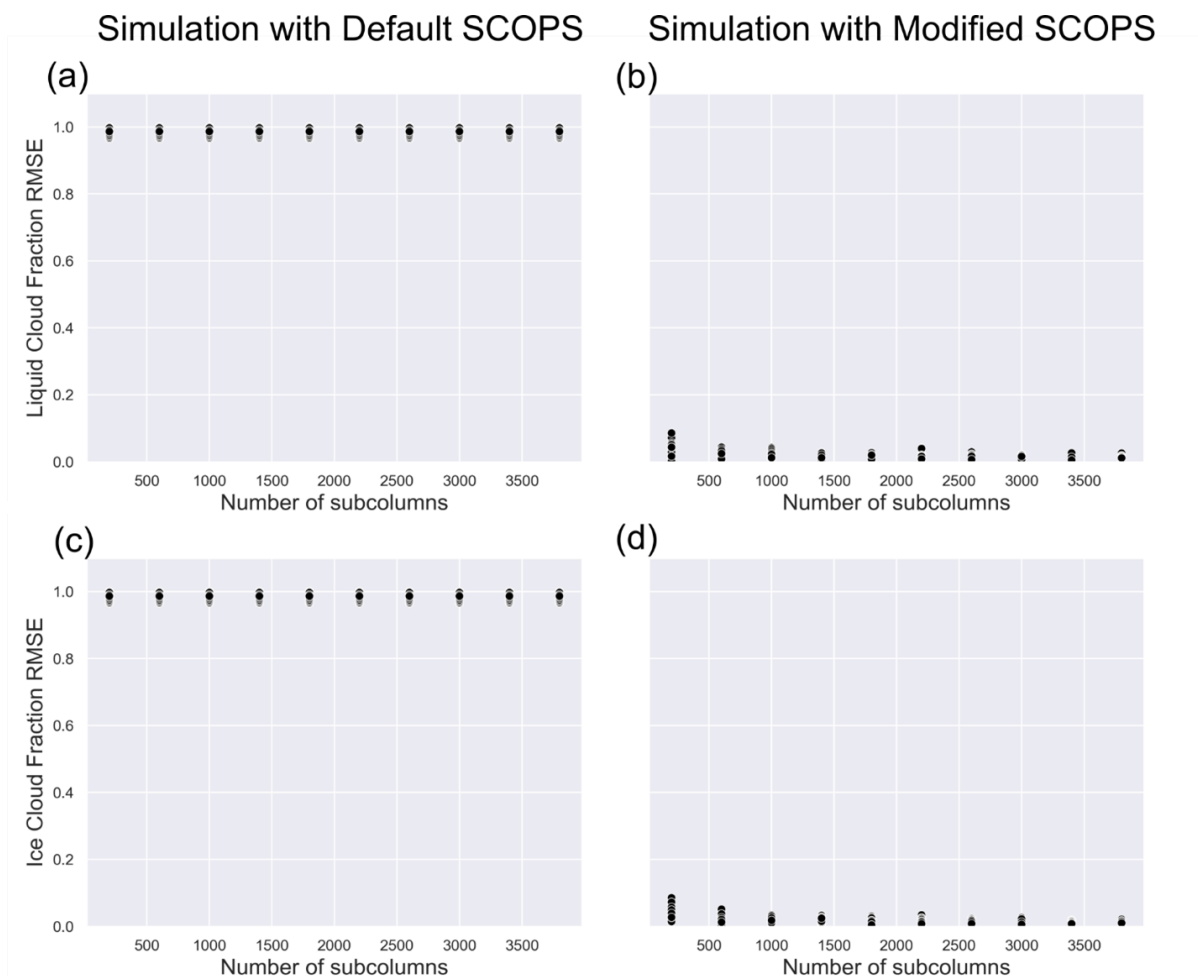 Simulation with Default SCOPS
Simulation with Modified SCOPS
(a)
Liquid Cloud Fraction RMSE
1.0
0.8
0.6
0.4
0.2
0.0
500 1000 1500 2000 2500 3000 3500
Number of subcolumns
(b)
500 1000 1500 2000 2500 3000 3500
Number of subcolumns
(c)
Ice Cloud Fraction RMSE
1.0
0.8
0.6
0.4
0.2
0.0
500 1000 1500 2000 2500 3000 3500
Number of subcolumns
(d)
500 1000 1500 2000 2500 3000 3500
Number of subcolumns